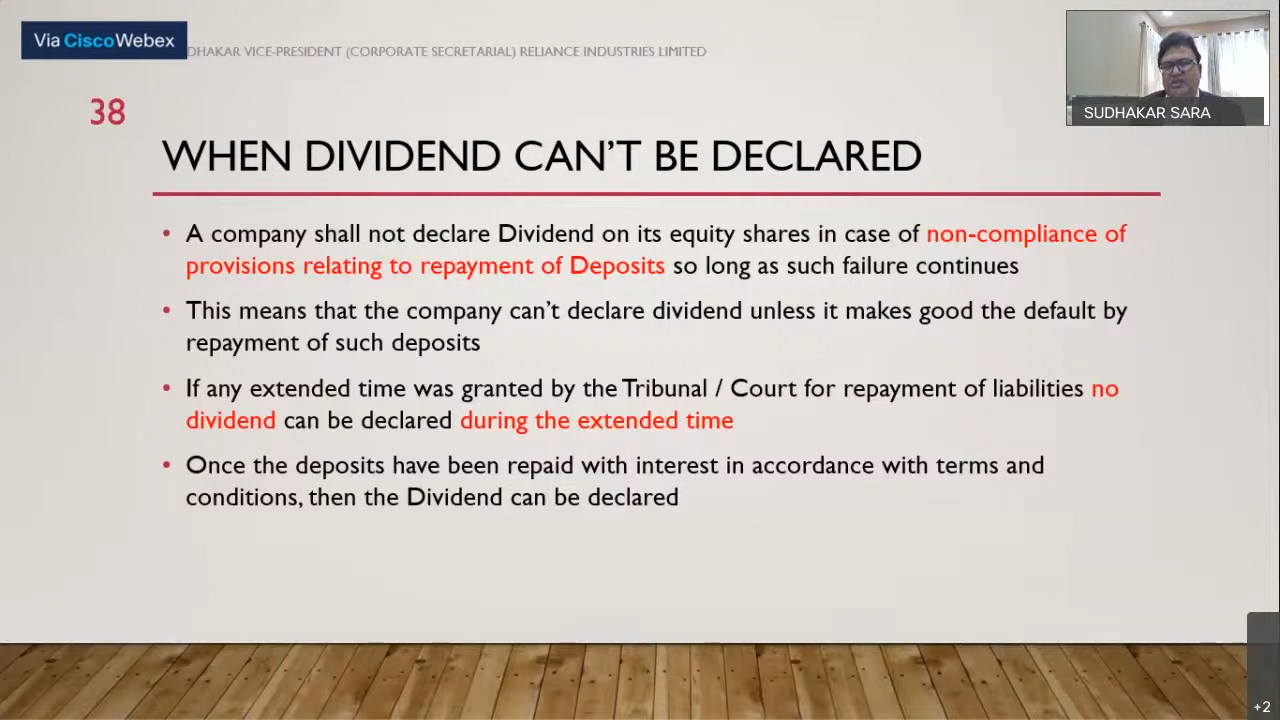 Via Cisco Webex
DHAKAR VICE-PRESIDENT (CORPORATE SECRETARIAL) RELIANCE INDUSTRIES LIMITED
SUDHAKAR SARA
38
WHEN DIVIDEND CAN’T BE DECLARED
• A company shall not declare Dividend on its equity shares in case of non-compliance of
provisions relating to repayment of Deposits so long as such failure continues
• This means that the company can’t declare dividend unless it makes good the default by
repayment of such deposits
• If any extended time was granted by the Tribunal / Court for repayment of liabilities no
dividend can be declared during the extended time
• Once the deposits have been repaid with interest in accordance with terms and
conditions, then the Dividend can be declared
+2